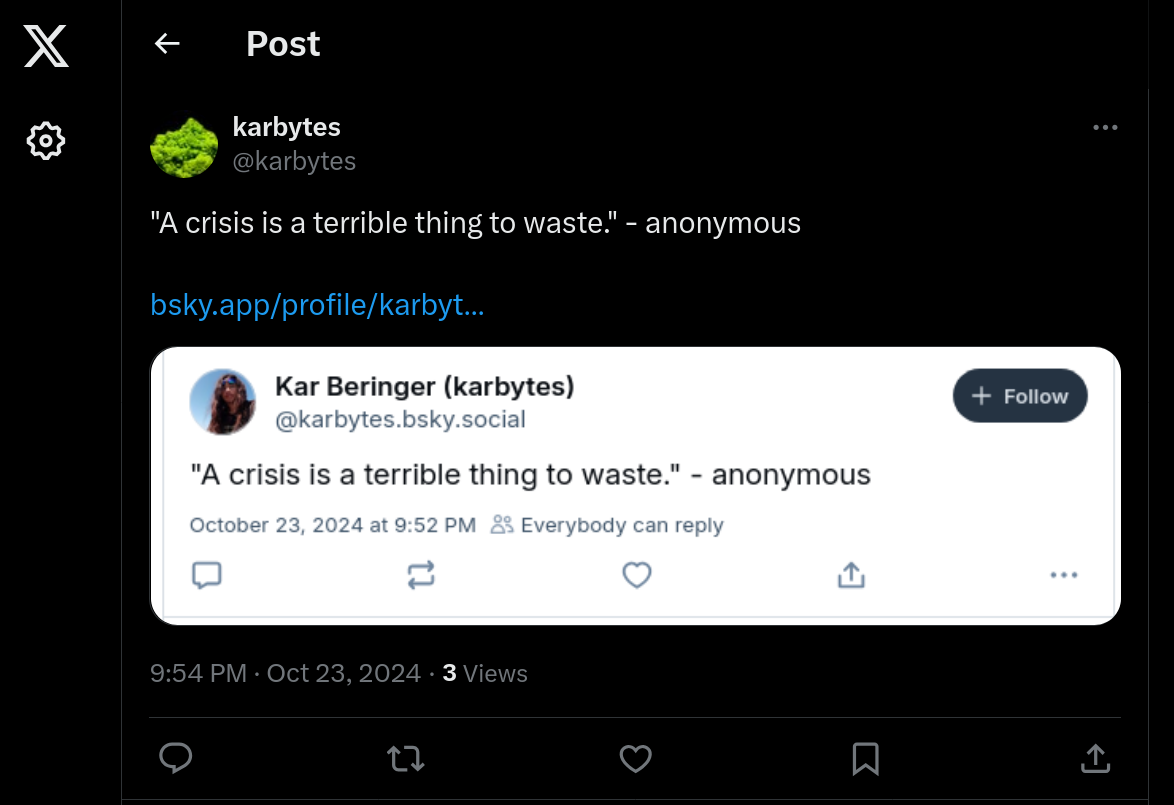 Post
karbytes
@karbytes
"A crisis is a terrible thing to waste." - anonymous
bsky.app/profile/karbyt...
Kar Beringer (karbytes)
@karbytes.bsky.social
+ Follow
"A crisis is a terrible thing to waste." - anonymous
October 23, 2024 at 9:52 PM Everybody can reply
9:54 PM · Oct 23, 2024 · 3 Views